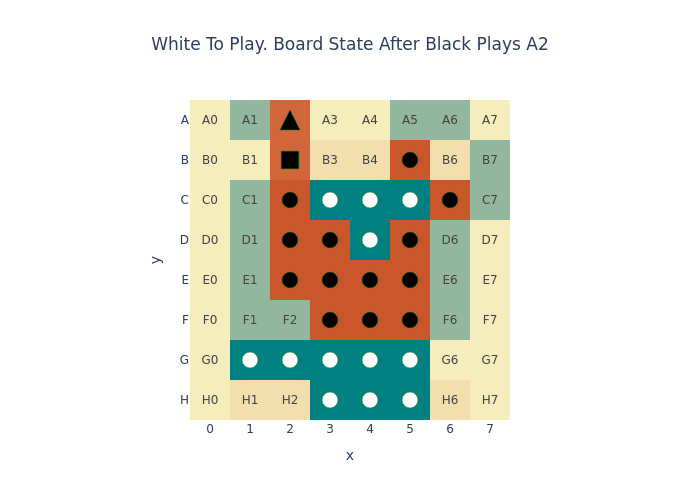 White To Play. Board State After Black Plays A2
A A0 A1 A3 A4 A5 A6 A7
B B0 B1 B3 B4 B6 B7
C C0 C1 C7
D D0 D1 D6 D7
y
E E0 E1 E6 E7
F F0 F1 F2 F6 F7
G G0 G6 G7
H H0 H1 H2 H6 H7
0 1 2 3 4 5 6 7
x